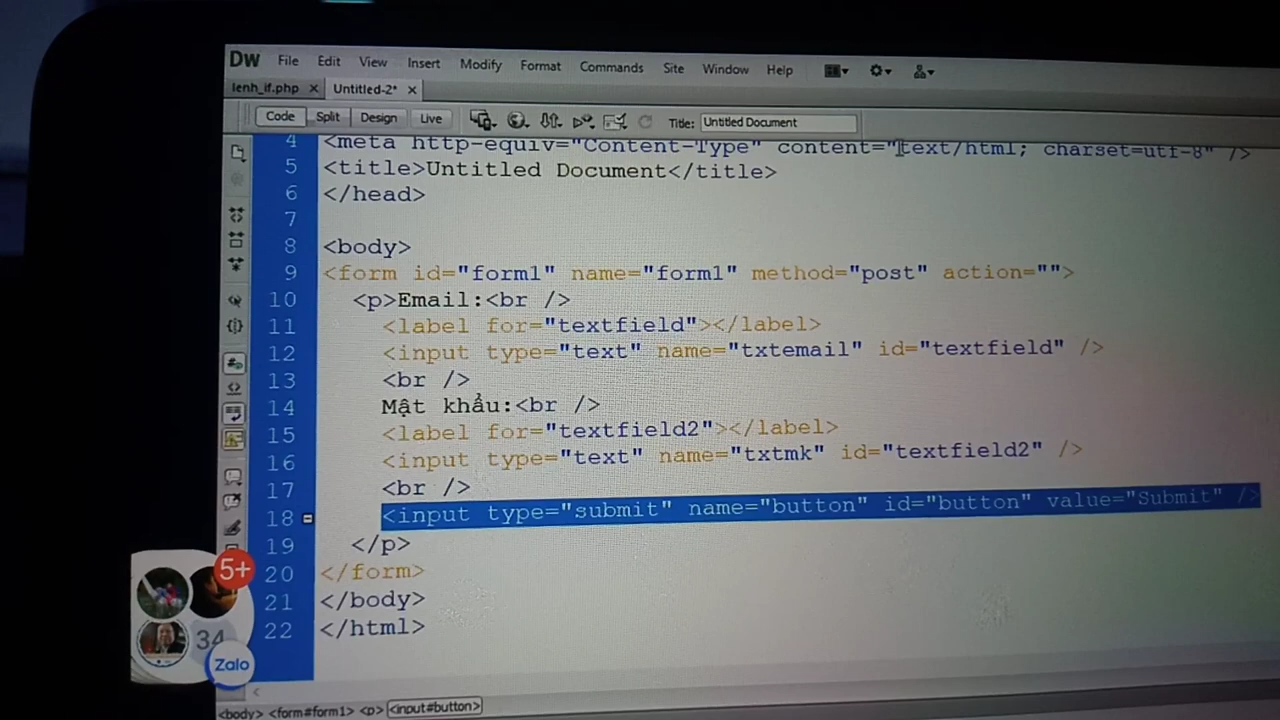 DW File Edit View Insert Modify Format Commands Site Window Help
lenh_if.php × Untitled-2* ×
Code Split Design Live Title: Untitled Document
4 <meta http-equiv="Content-Type" content="text/html; charset=utf-8" />
5 <title>Untitled Document</title>
6 </head>
7
8 <body>
9 <form id="form1" name="form1" method="post" action="">
10 <p>Email:<br />
11 <label for="textfield"></label>
12 <input type="text" name="txtemail" id="textfield" />
13 <br />
14 Mật khẩu:<br />
15 <label for="textfield2"></label>
16 <input type="text" name="txtmk" id="textfield2" />
17 <br />
18 <input type="submit" name="button" id="button" value="Submit" />
19 </p>
20 </form>
21 </body>
22 </html>
5+
34
Zalo
<body> <form#form1> <p> <input#button>